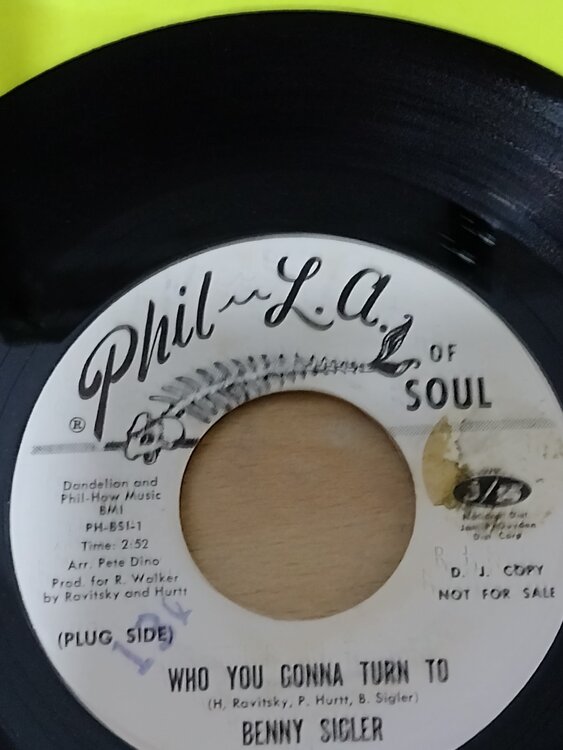 Phil-L.A.
OF
SOUL
®
Dandelion and
Phil-How Music
BMI
PH-BSI-1
Time: 2:52
Arr. Pete Dino
Prod. for R. Walker
by Ravitsky and Hurtt
(PLUG SIDE)
D. J. COPY
NOT FOR SALE
WHO YOU GONNA TURN TO
(H. Ravitsky, P. Hurtt, B. Sigler)
BENNY SIGLER